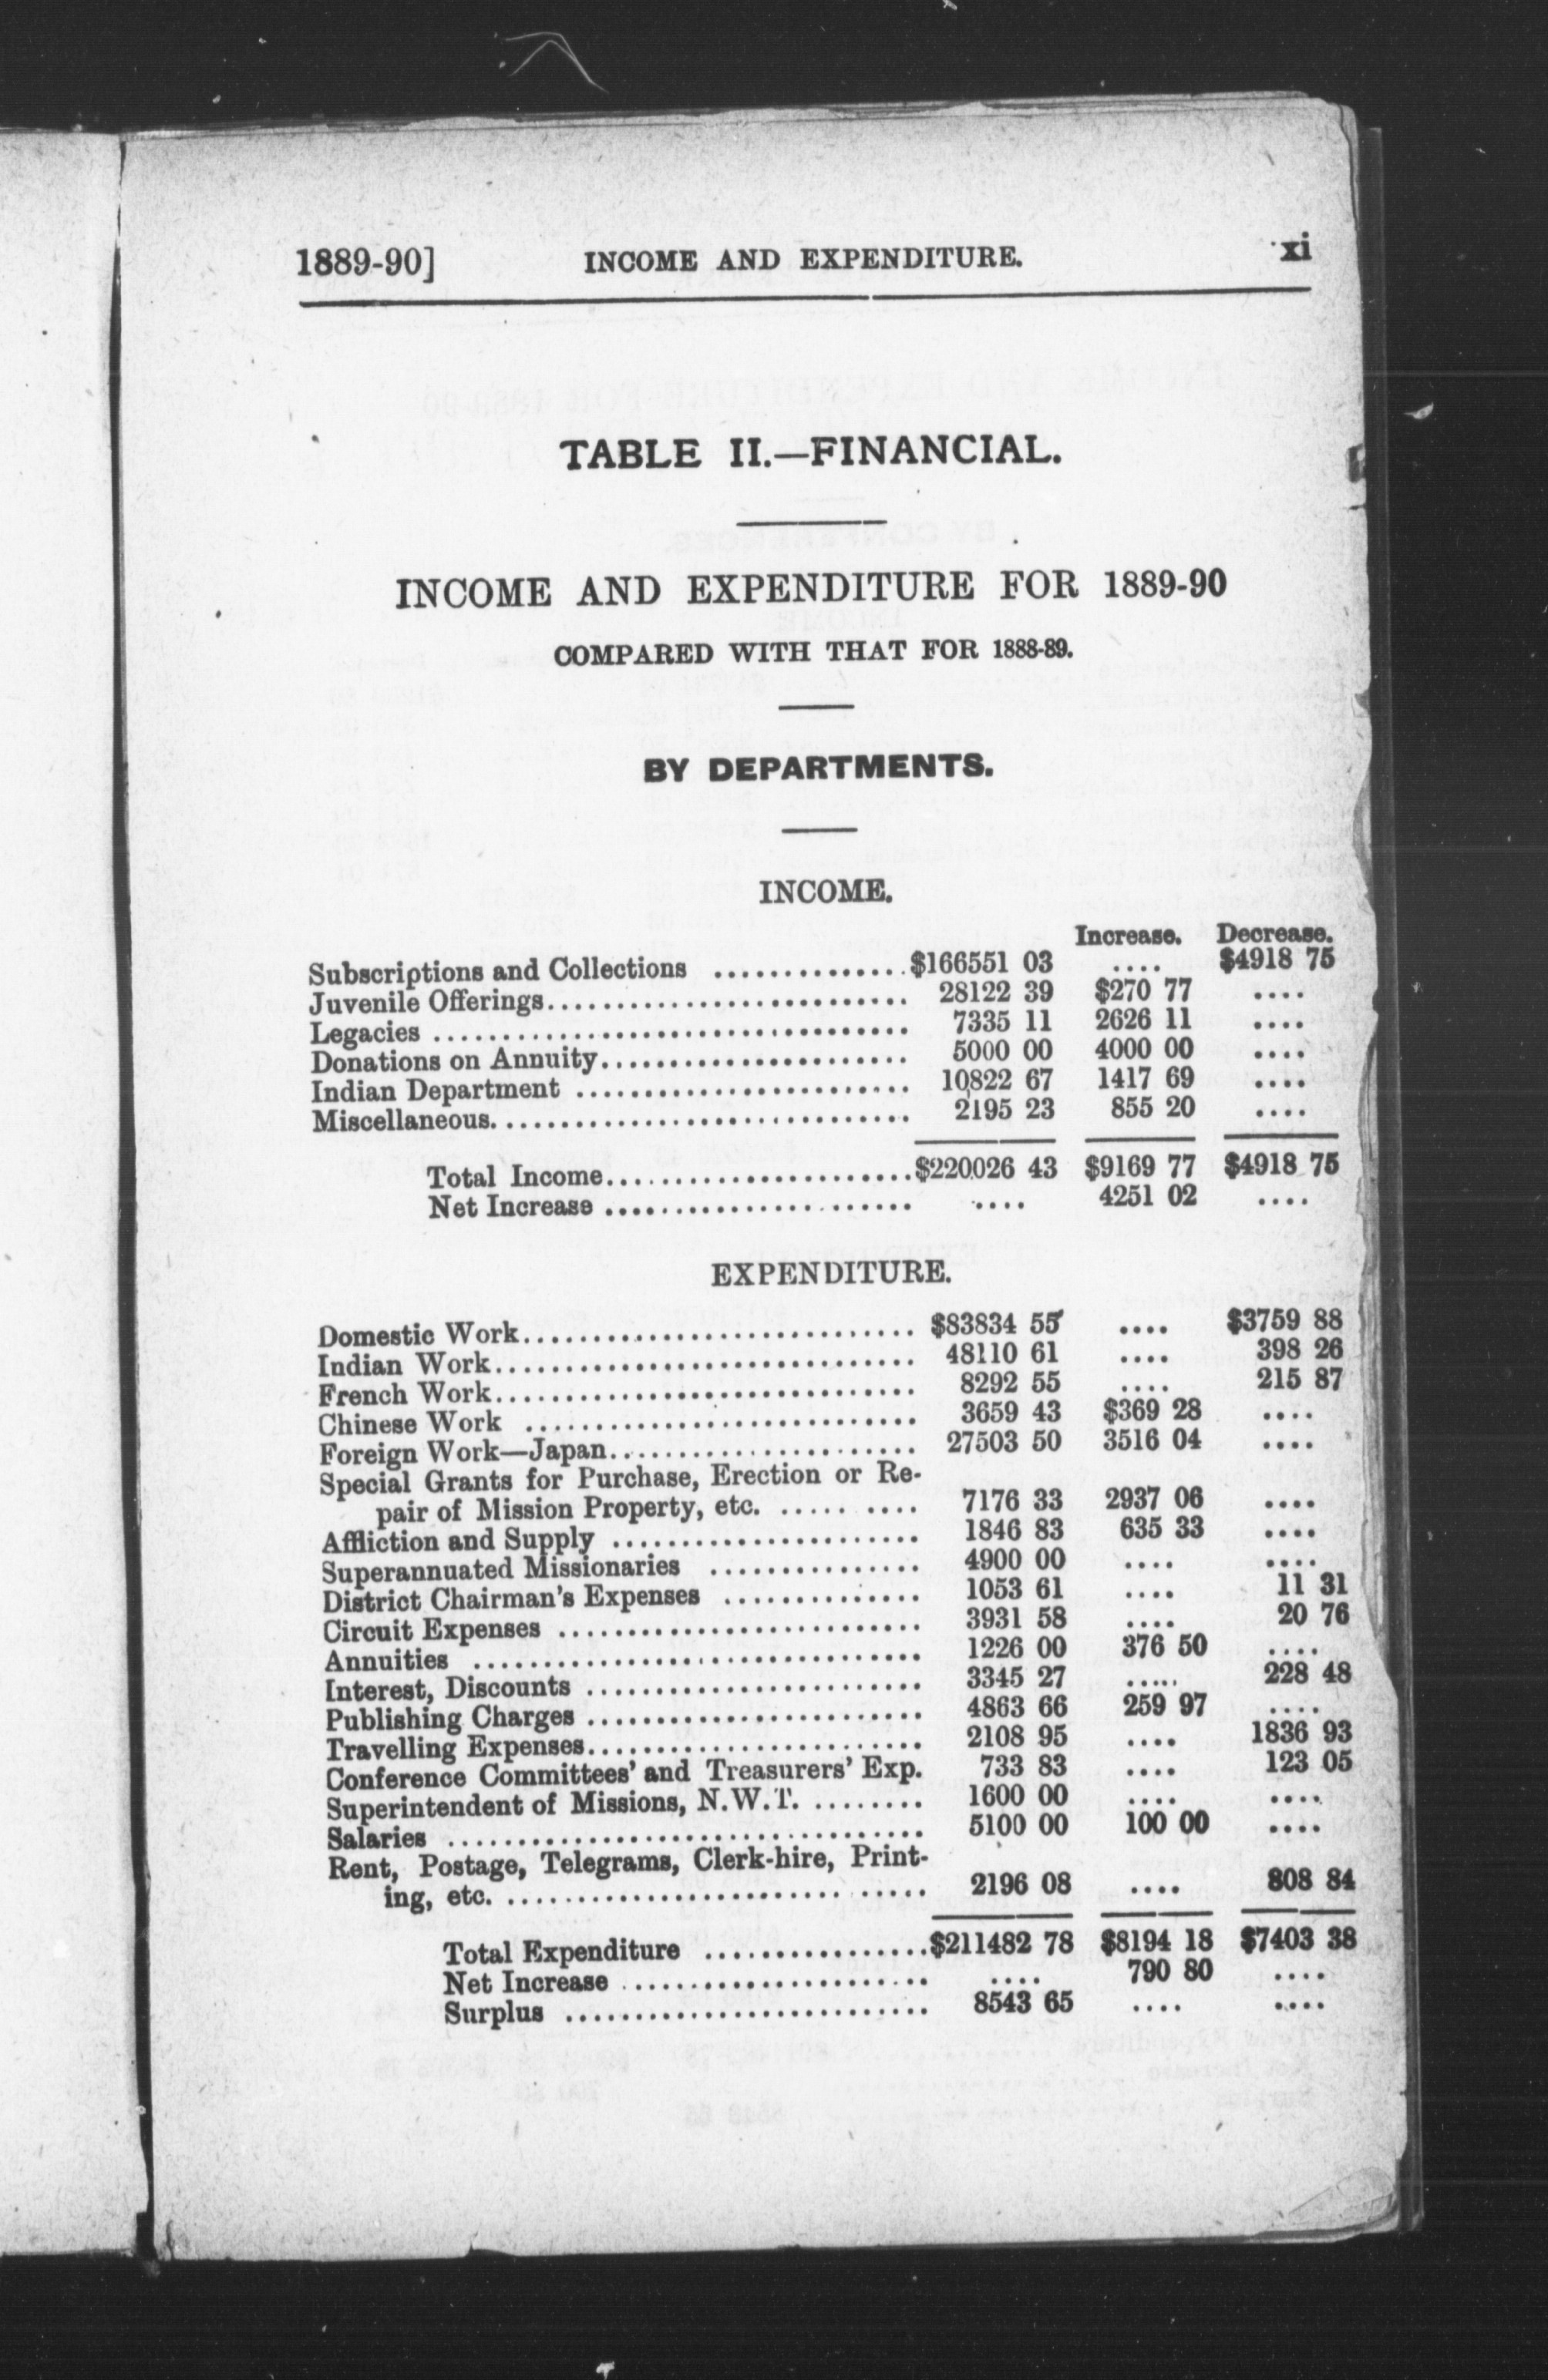 1889-90] INCOME AND EXPENDITURE. xi
TABLE II.—FINANCIAL.
INCOME AND EXPENDITURE FOR 1889-90
COMPARED WITH THAT FOR 1888-89.
BY DEPARTMENTS.
INCOME.
Increase. Decrease.
Subscriptions and Collections ..............$166551 03 .... $4918 75
Juvenile Offerings.......................... 28122 39 $270 77 ....
Legacies .................................. 7335 11 2626 11 ....
Donations on Annuity...................... 5000 00 4000 00 ....
Indian Department ........................ 10822 67 1417 69 ....
Miscellaneous.............................. 2195 23 855 20 ....
Total Income......................$220026 43 $9169 77 $4918 75
Net Increase ...................... .... 4251 02 ....
EXPENDITURE.
Domestic Work............................ $83834 55 .... $3759 88
Indian Work.............................. 48110 61 .... 398 26
French Work.............................. 8292 55 .... 215 87
Chinese Work ............................ 3659 43 $369 28 ....
Foreign Work—Japan...................... 27503 50 3516 04 ....
Special Grants for Purchase, Erection or Re-
pair of Mission Property, etc. ..... .... 7176 33 2937 06 ....
Affliction and Supply ...................... 1846 83 635 33 ....
Superannuated Missionaries ............... 4900 00 .... ....
District Chairman's Expenses .............. 1053 61 .... 11 31
Circuit Expenses .......................... 3931 58 .... 20 76
Annuities ................................ 1226 00 376 50 ....
Interest, Discounts ........................ 3345 27 ..... 228 48
Publishing Charges ........................ 4863 66 259 97 ....
Travelling Expenses........................ 2108 95 .... 1836 93
Conference Committees' and Treasurers' Exp. 733 83 .... 123 05
Superintendent of Missions, N.W.T. ........ 1600 00 .... ....
Salaries .................................. 5100 00 100 00 ....
Rent, Postage, Telegrams, Clerk-hire, Print-
ing, etc. .............................. 2196 08 .... 808 84
Total Expenditure ................$211482 78 $8194 18 $7403 38
Net Increase ...................... .... 790 80 ....
Surplus .......................... 8543 65 .... ....